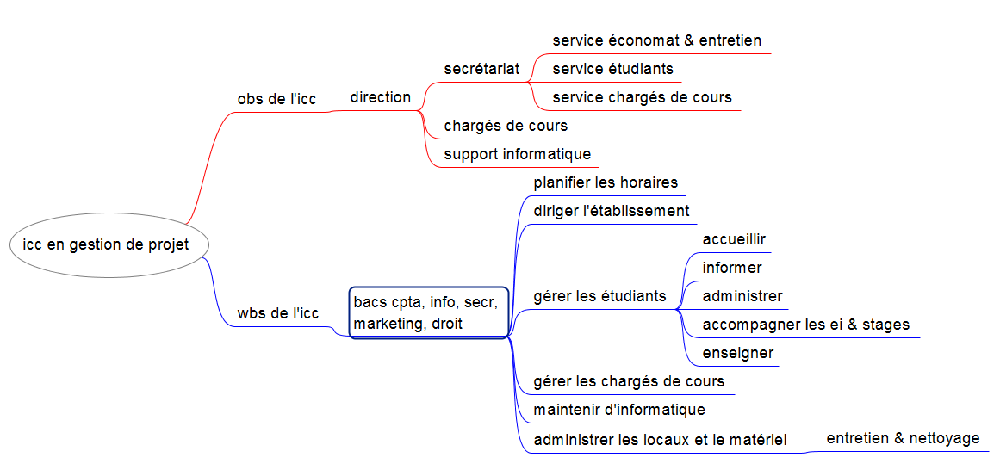 icc en gestion de projet
obs de l'icc
direction
secrétariat
service économat & entretien
service étudiants
service chargés de cours
chargés de cours
support informatique
wbs de l'icc
bacs cpta, info, secr,
marketing, droit
planifier les horaires
diriger l'établissement
gérer les étudiants
accueillir
informer
administrer
accompagner les ei & stages
enseigner
gérer les chargés de cours
maintenir d'informatique
administrer les locaux et le matériel
entretien & nettoyage